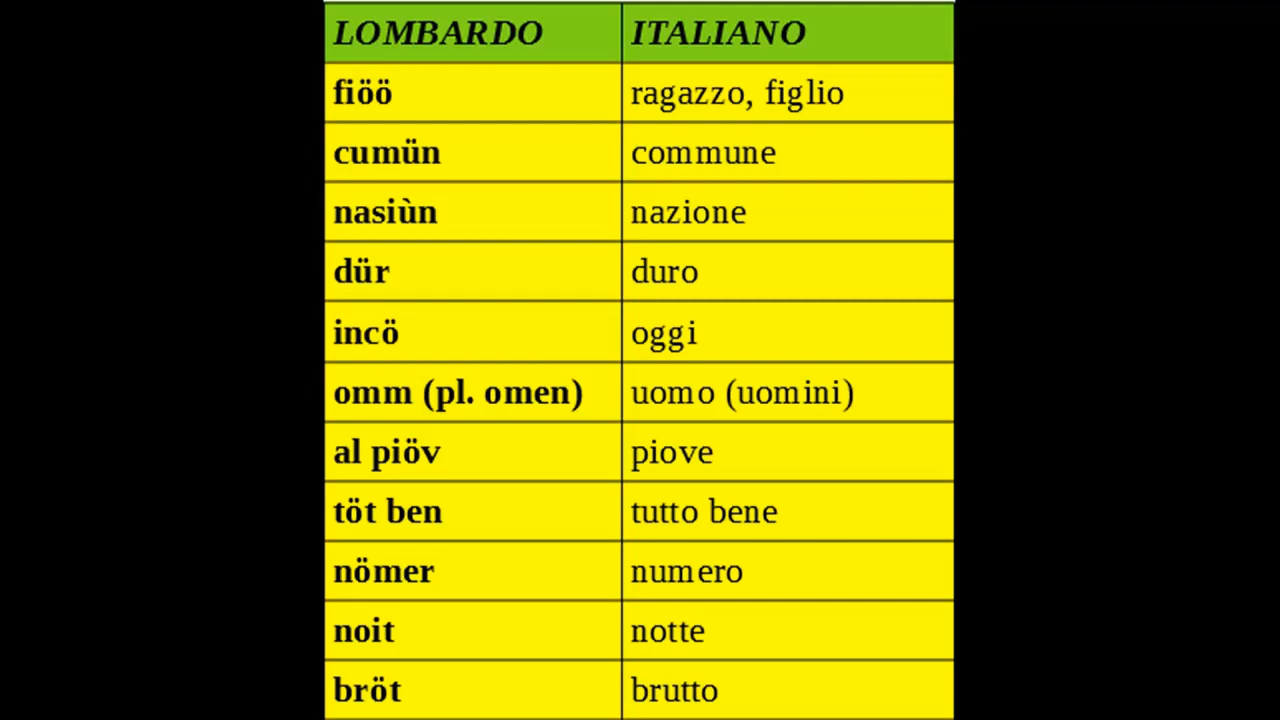 LOMBARDO ITALIANO
fiöö ragazzo, figlio
cumün commune
nasiùn nazione
dür duro
incö oggi
omm (pl. omen) uomo (uomini)
al piöv piove
töt ben tutto bene
nömer numero
noit notte
bröt brutto